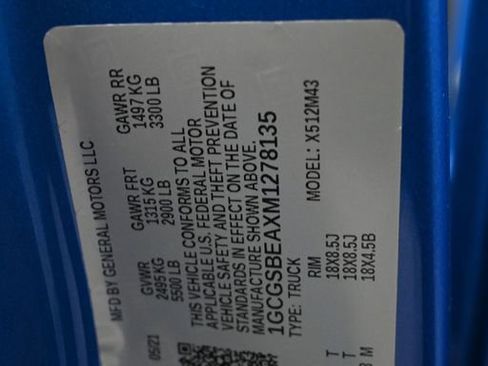 MFD BY GENERAL MOTORS LLC
05/21
GVWR GAWR FRT GAWR RR
2495 KG 1315 KG 1497 KG
5500 LB 2900 LB 3300 LB
THIS VEHICLE CONFORMS TO ALL
APPLICABLE U.S. FEDERAL MOTOR
VEHICLE SAFETY AND THEFT PREVENTION
STANDARDS IN EFFECT ON THE DATE OF
MANUFACTURE SHOWN ABOVE.
1GCGSBEAXM1278135
TYPE: TRUCK MODEL: X512M43
RIM
T 18X8.5J
T 18X8.5J
M 18X4.5B